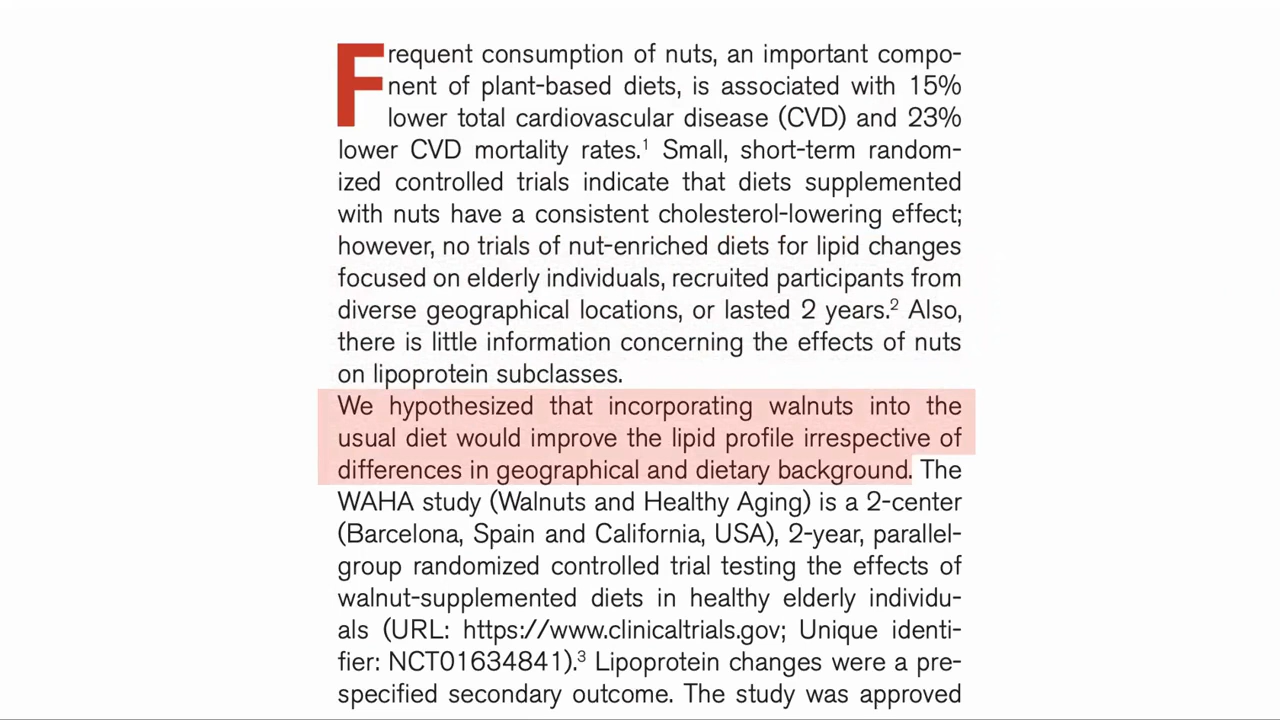 Frequent consumption of nuts, an important compo-
nent of plant-based diets, is associated with 15%
lower total cardiovascular disease (CVD) and 23%
lower CVD mortality rates.¹ Small, short-term random-
ized controlled trials indicate that diets supplemented
with nuts have a consistent cholesterol-lowering effect;
however, no trials of nut-enriched diets for lipid changes
focused on elderly individuals, recruited participants from
diverse geographical locations, or lasted 2 years.² Also,
there is little information concerning the effects of nuts
on lipoprotein subclasses.
We hypothesized that incorporating walnuts into the
usual diet would improve the lipid profile irrespective of
differences in geographical and dietary background. The
WAHA study (Walnuts and Healthy Aging) is a 2-center
(Barcelona, Spain and California, USA), 2-year, parallel-
group randomized controlled trial testing the effects of
walnut-supplemented diets in healthy elderly individu-
als (URL: https://www.clinicaltrials.gov; Unique identi-
fier: NCT01634841).³ Lipoprotein changes were a pre-
specified secondary outcome. The study was approved